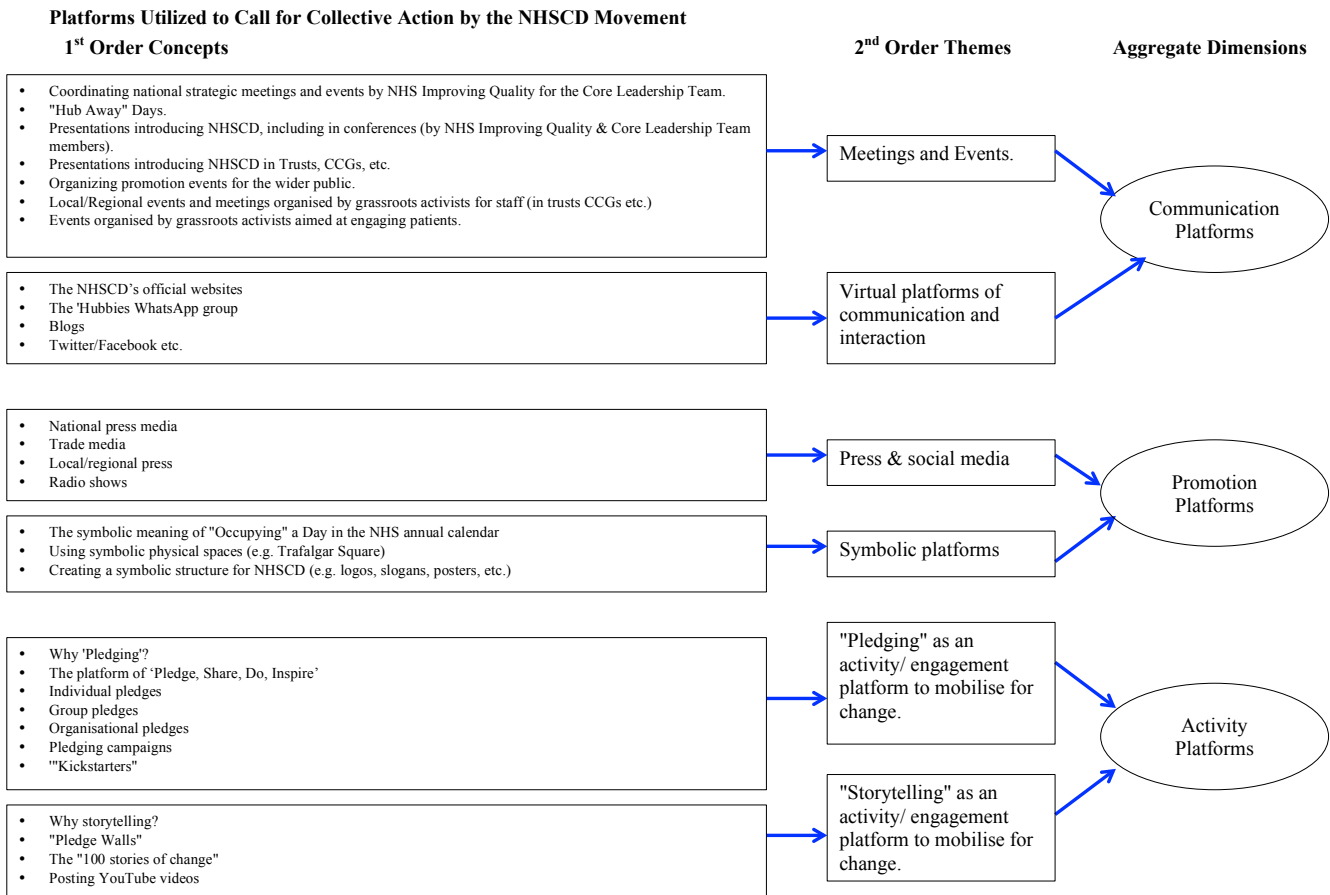 Platforms Utilized to Call for Collective Action by the NHSCD Movement
1st Order Concepts
2nd Order Themes
Aggregate Dimensions
• Coordinating national strategic meetings and events by NHS Improving Quality for the Core Leadership Team.
• "Hub Away" Days.
• Presentations introducing NHSCD, including in conferences (by NHS Improving Quality & Core Leadership Team
members).
• Presentations introducing NHSCD in Trusts, CCGs, etc.
• Organizing promotion events for the wider public.
• Local/Regional events and meetings organised by grassroots activists for staff (in trusts CCGs etc.)
• Events organised by grassroots activists aimed at engaging patients.
Meetings and Events.
Communication
Platforms
• The NHSCD’s official websites
• The 'Hubbies WhatsApp group
• Blogs
• Twitter/Facebook etc.
Virtual platforms of
communication and
interaction
• National press media
• Trade media
• Local/regional press
• Radio shows
Press & social media
Promotion
Platforms
• The symbolic meaning of "Occupying" a Day in the NHS annual calendar
• Using symbolic physical spaces (e.g. Trafalgar Square)
• Creating a symbolic structure for NHSCD (e.g. logos, slogans, posters, etc.)
Symbolic platforms
• Why 'Pledging'?
• The platform of ‘Pledge, Share, Do, Inspire’
• Individual pledges
• Group pledges
• Organisational pledges
• Pledging campaigns
• '"Kickstarters"
"Pledging" as an
activity/ engagement
platform to mobilise for
change.
Activity
Platforms
• Why storytelling?
• "Pledge Walls"
• The "100 stories of change"
• Posting YouTube videos
"Storytelling" as an
activity/ engagement
platform to mobilise for
change.